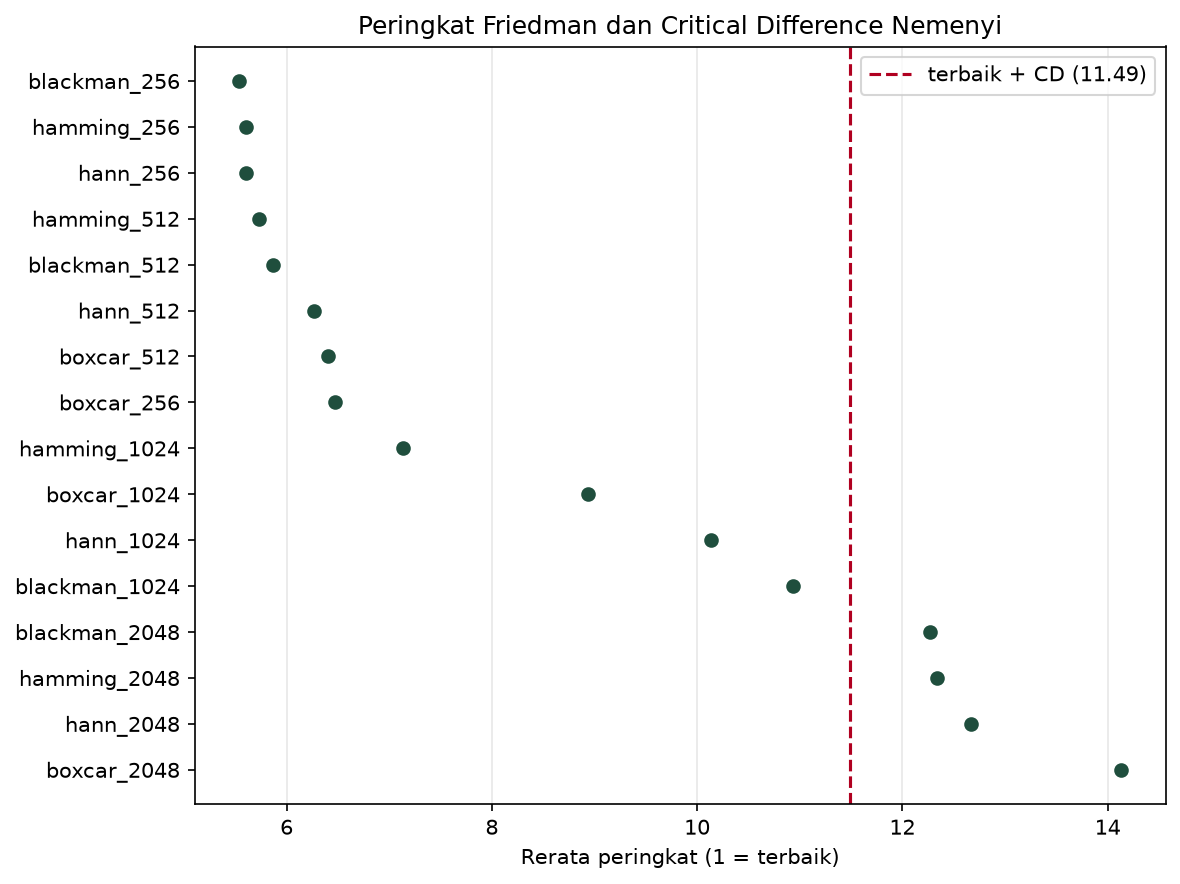 Peringkat Friedman dan Critical Difference Nemenyi
terbaik + CD (11.49)
blackman_256
hamming_256
hann_256
hamming_512
blackman_512
hann_512
boxcar_512
boxcar_256
hamming_1024
boxcar_1024
hann_1024
blackman_1024
blackman_2048
hamming_2048
hann_2048
boxcar_2048
6 8 10 12 14
Rerata peringkat (1 = terbaik)